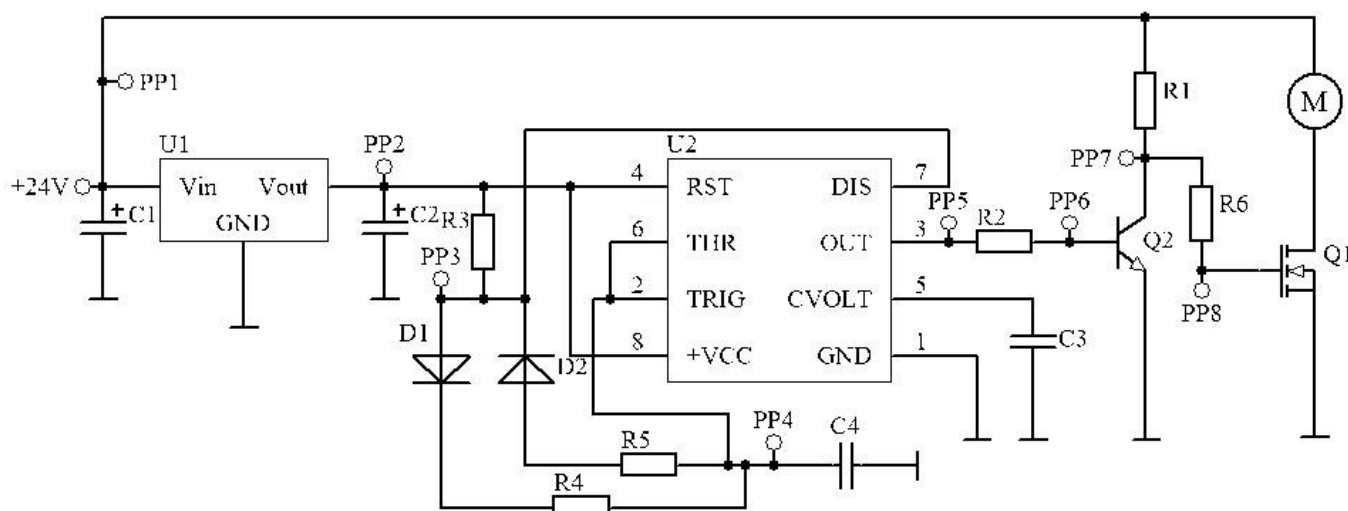 PP1
R1
M
U1
PP2
U2
PP7
+24V
Vin
Vout
4
RST
DIS
7
C1
GND
C2
R3
PP5
R2
PP6
R6
6
THR
OUT
3
Q2
Q1
PP3
2
TRIG
CVOLT
5
PP8
D1
D2
8
+VCC
GND
1
C3
PP4
C4
R5
R4
+
+